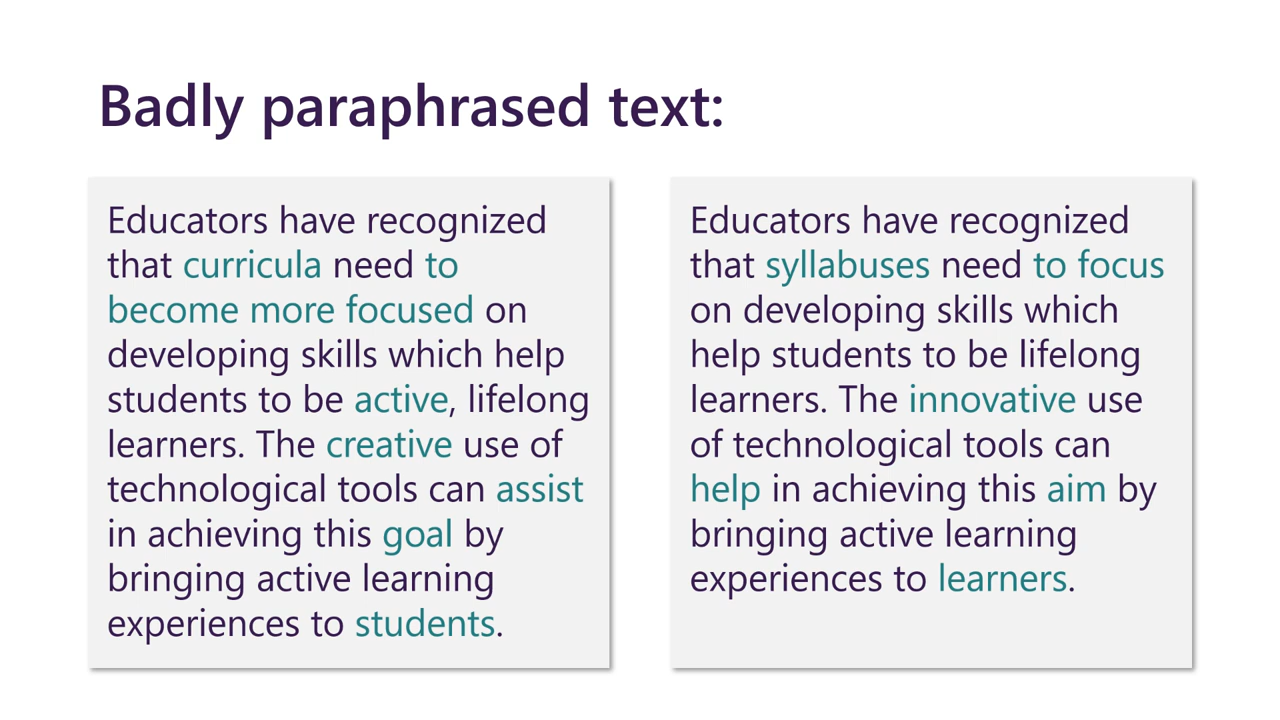 Badly paraphrased text:
Educators have recognized
that curricula need to
become more focused on
developing skills which help
students to be active, lifelong
learners. The creative use of
technological tools can assist
in achieving this goal by
bringing active learning
experiences to students.
Educators have recognized
that syllabuses need to focus
on developing skills which
help students to be lifelong
learners. The innovative use
of technological tools can
help in achieving this aim by
bringing active learning
experiences to learners.